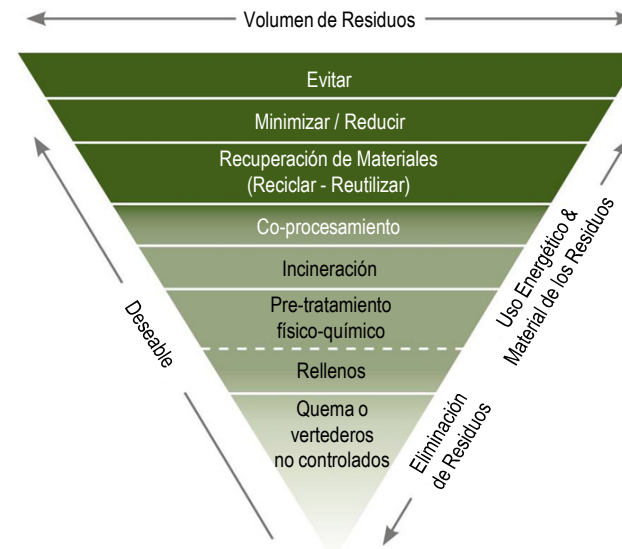 Volumen de Residuos
Evitar
Minimizar / Reducir
Recuperación de Materiales
(Reciclar - Reutilizar)
Co-procesamiento
Incineración
Pre-tratamiento
físico-químico
Rellenos
Quema o
vertederos
no controlados
Deseable
Uso Energético &
Material de los Residuos
Eliminación
de Residuos